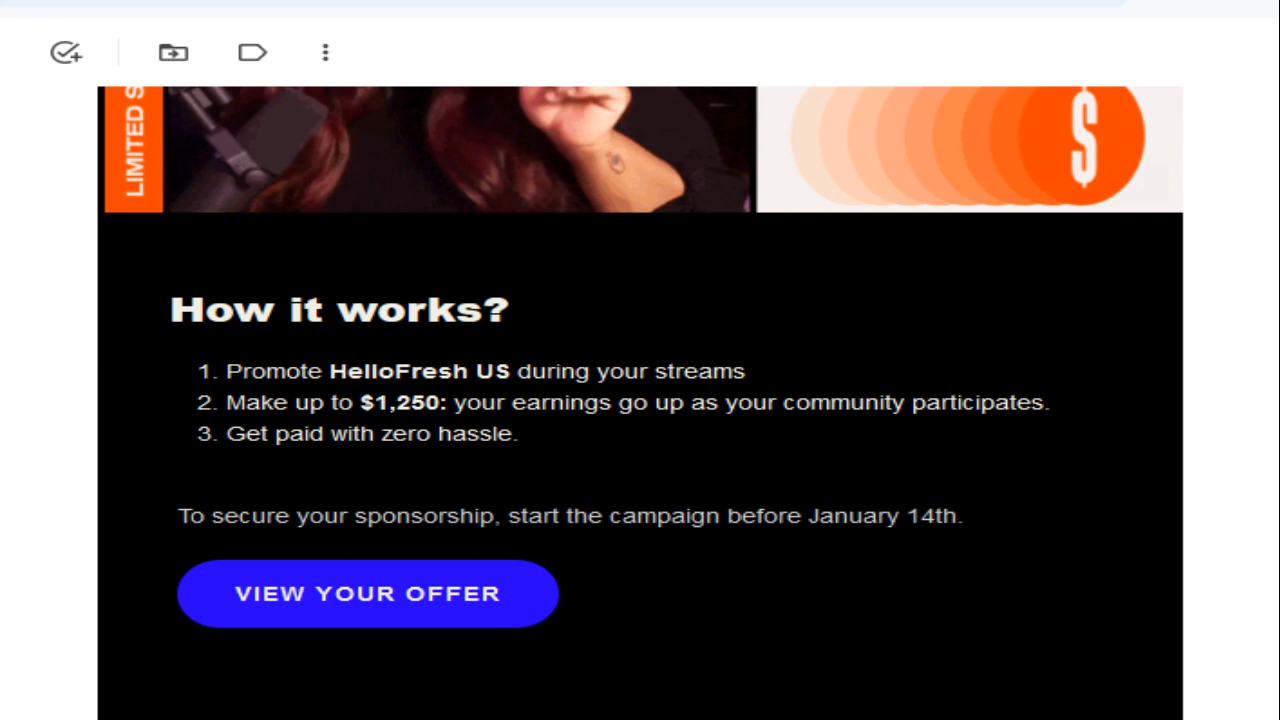 LIMITED S
$
How it works?
1. Promote HelloFresh US during your streams
2. Make up to $1,250: your earnings go up as your community participates.
3. Get paid with zero hassle.
To secure your sponsorship, start the campaign before January 14th.
VIEW YOUR OFFER